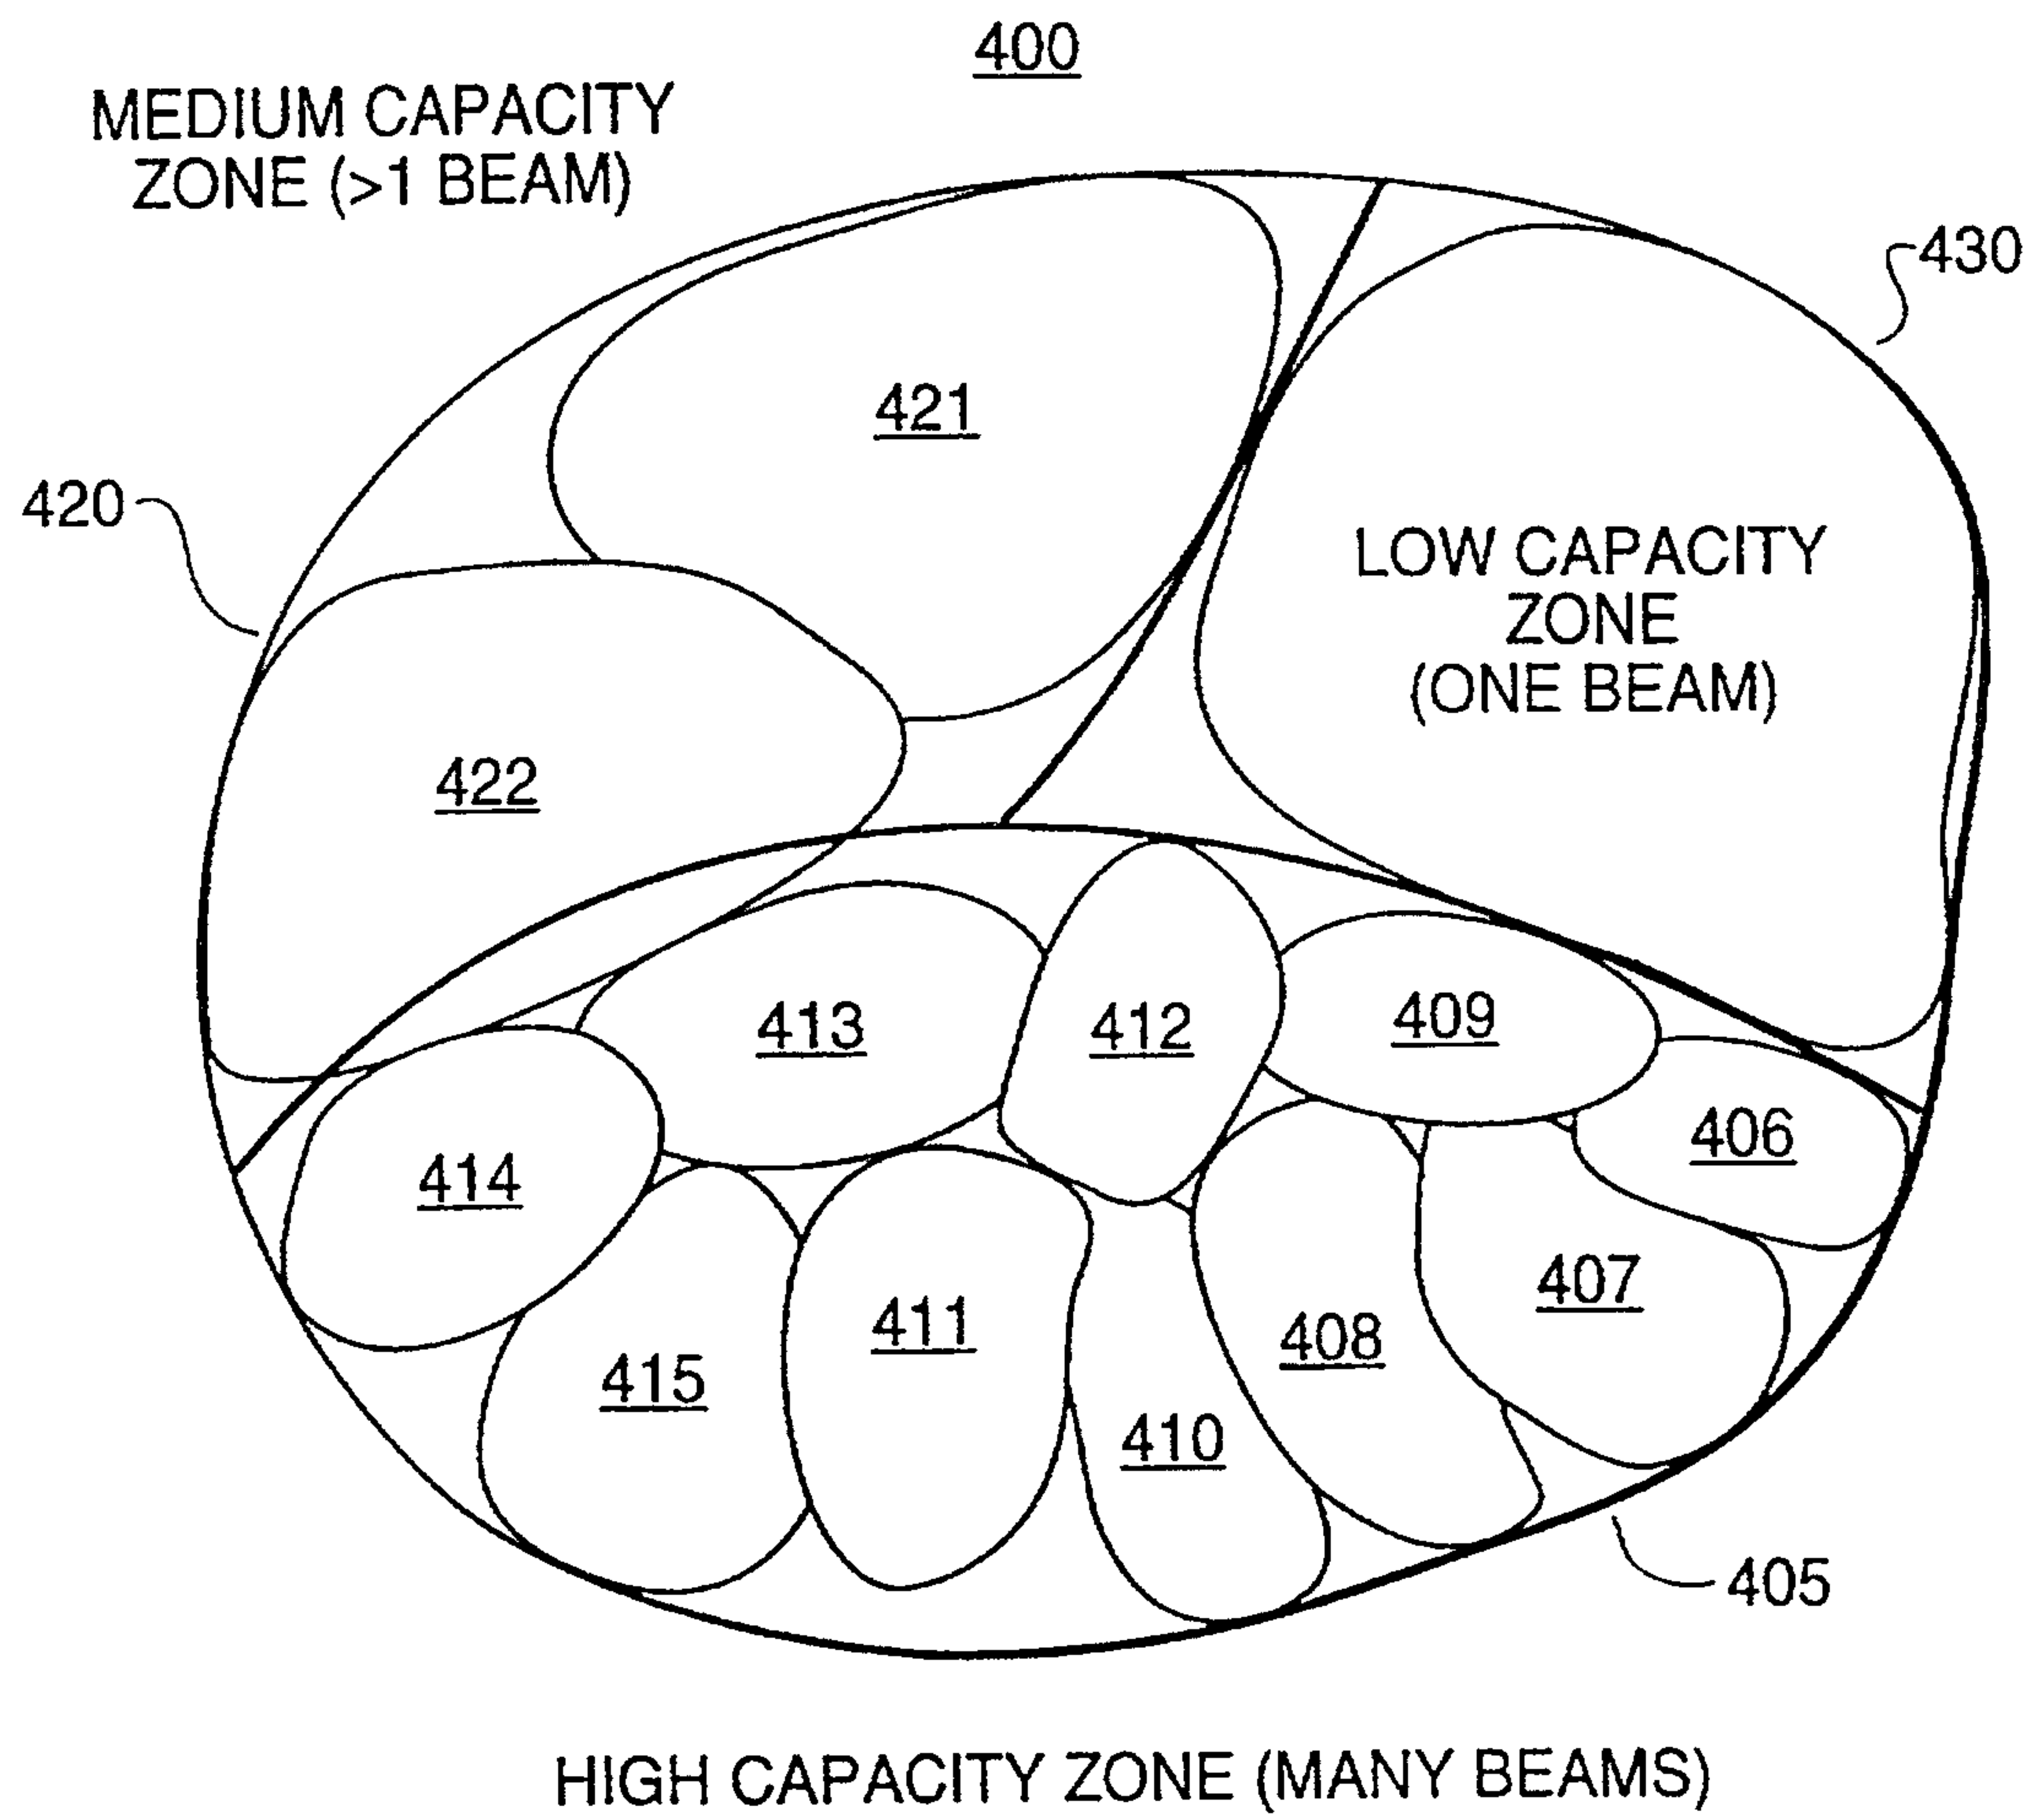 400
MEDIUM CAPACITY
ZONE (>1 BEAM)
430
421
420
LOW CAPACITY
ZONE
(ONE BEAM)
422
413
412
409
406
414
407
411
408
415
410
405
HIGH CAPACITY ZONE (MANY BEAMS)